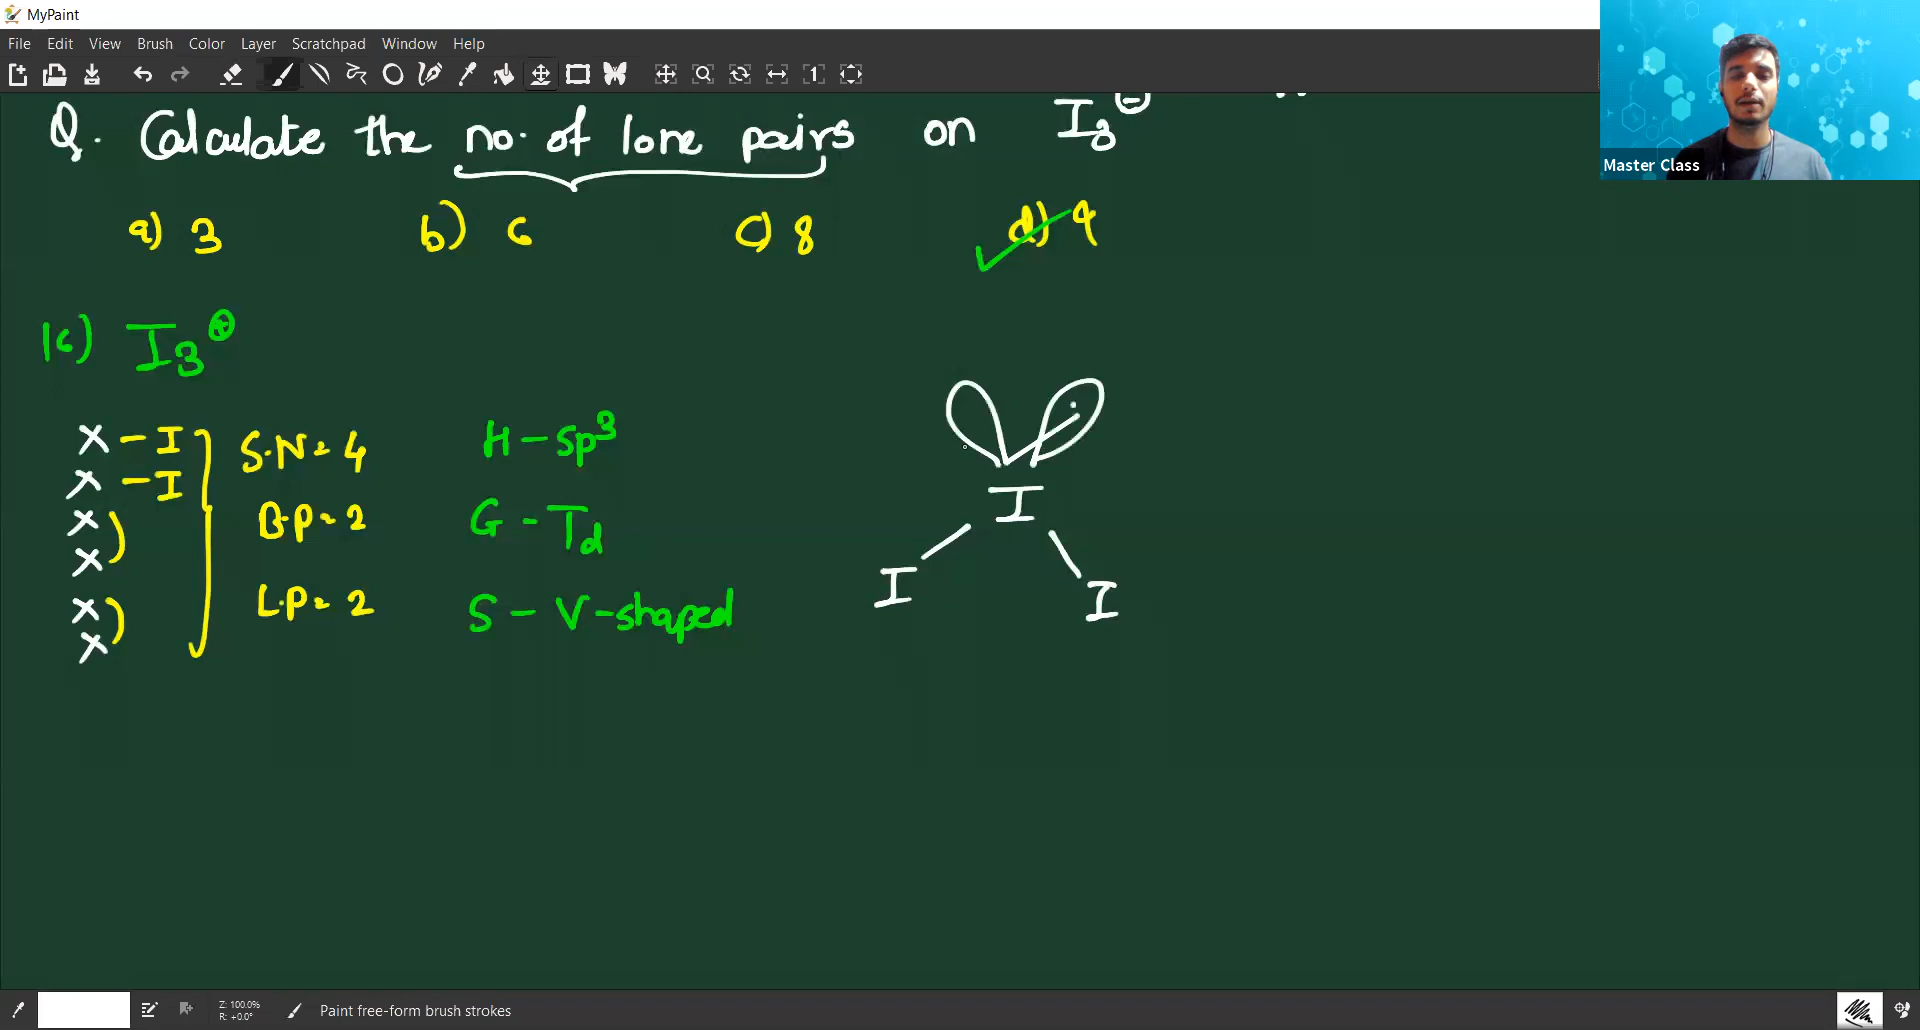 MyPaint
File Edit View Brush Color Layer Scratchpad Window Help
Master Class
Q. Calculate the no. of lone pairs on I3⊖
a) 3 b) 6 c) 8 d) 9
16) I3⊕
X - I
X - I
X
X
X
X
S.N = 4
B.P = 2
L.P = 2
H - sp³
G - Td
S - V-shaped
I
I I
Z: 100.0%
R: +0.0°
Paint free-form brush strokes